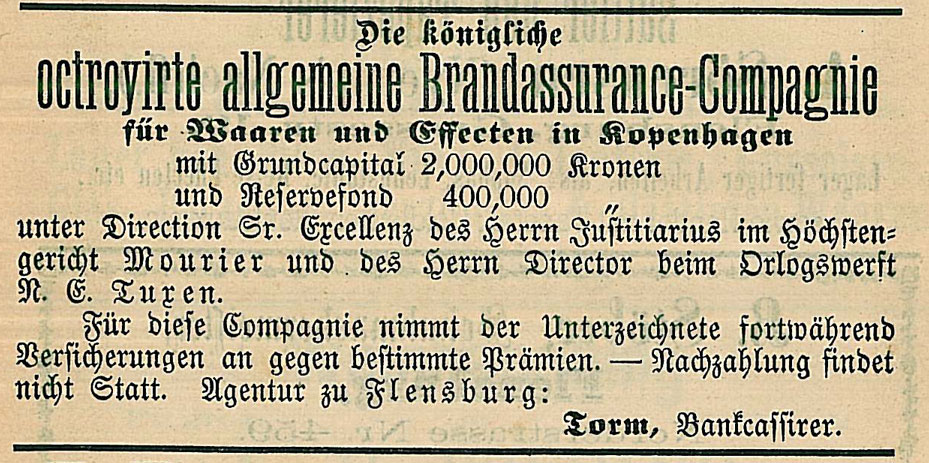 Die königliche
octroyirte allgemeine Brandassurance-Compagnie
für Waaren und Effecten in Kopenhagen
mit Grundcapital 2,000,000 Kronen
und Reservefond 400,000 „
unter Direction Sr. Excellenz des Herrn Justitiarius im Höchsten-
gericht Mourier und des Herrn Director beim Orlogswerft
N. E. Tuxen.
Für diese Compagnie nimmt der Unterzeichnete fortwährend
Versicherungen an gegen bestimmte Prämien. — Nachzahlung findet
nicht Statt. Agentur zu Flensburg:
Torm, Bankcassirer.